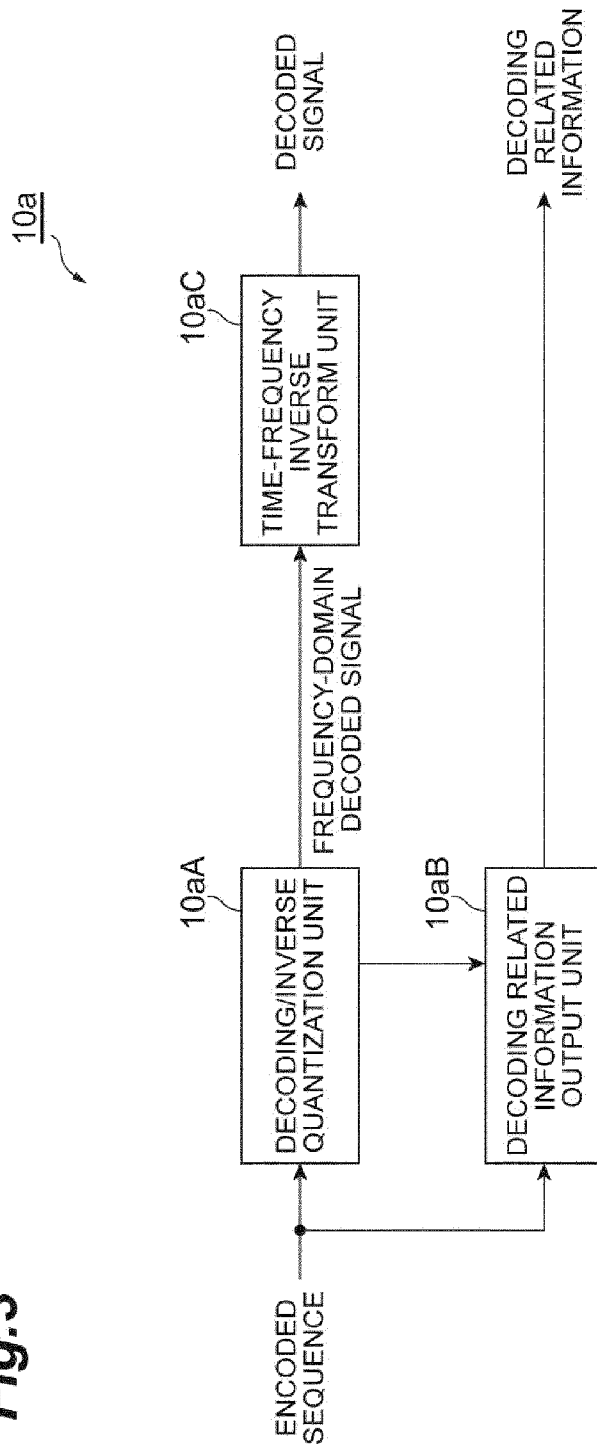 Fig.3
10a
ENCODED
SEQUENCE
10aA
DECODING/INVERSE
QUANTIZATION UNIT
FREQUENCY-DOMAIN
DECODED SIGNAL
10aC
TIME-FREQUENCY
INVERSE
TRANSFORM UNIT
DECODED
SIGNAL
10aB
DECODING RELATED
INFORMATION
OUTPUT UNIT
DECODING
RELATED
INFORMATION